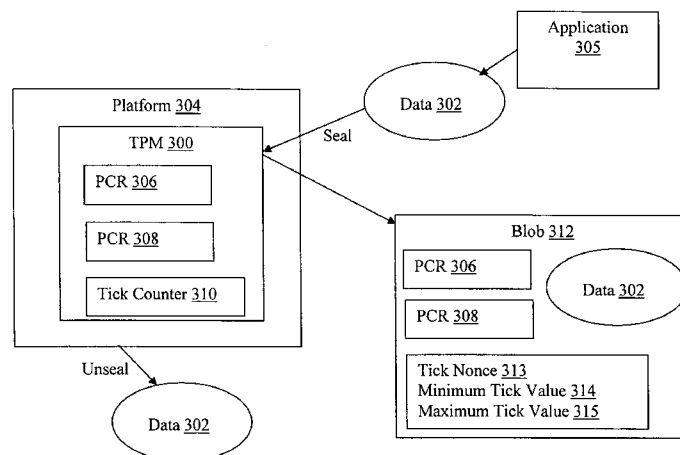 Application
305
Data 302
Seal
Platform 304
TPM 300
PCR 306
PCR 308
Tick Counter 310
Unseal
Data 302
Blob 312
PCR 306
Data 302
PCR 308
Tick Nonce 313
Minimum Tick Value 314
Maximum Tick Value 315